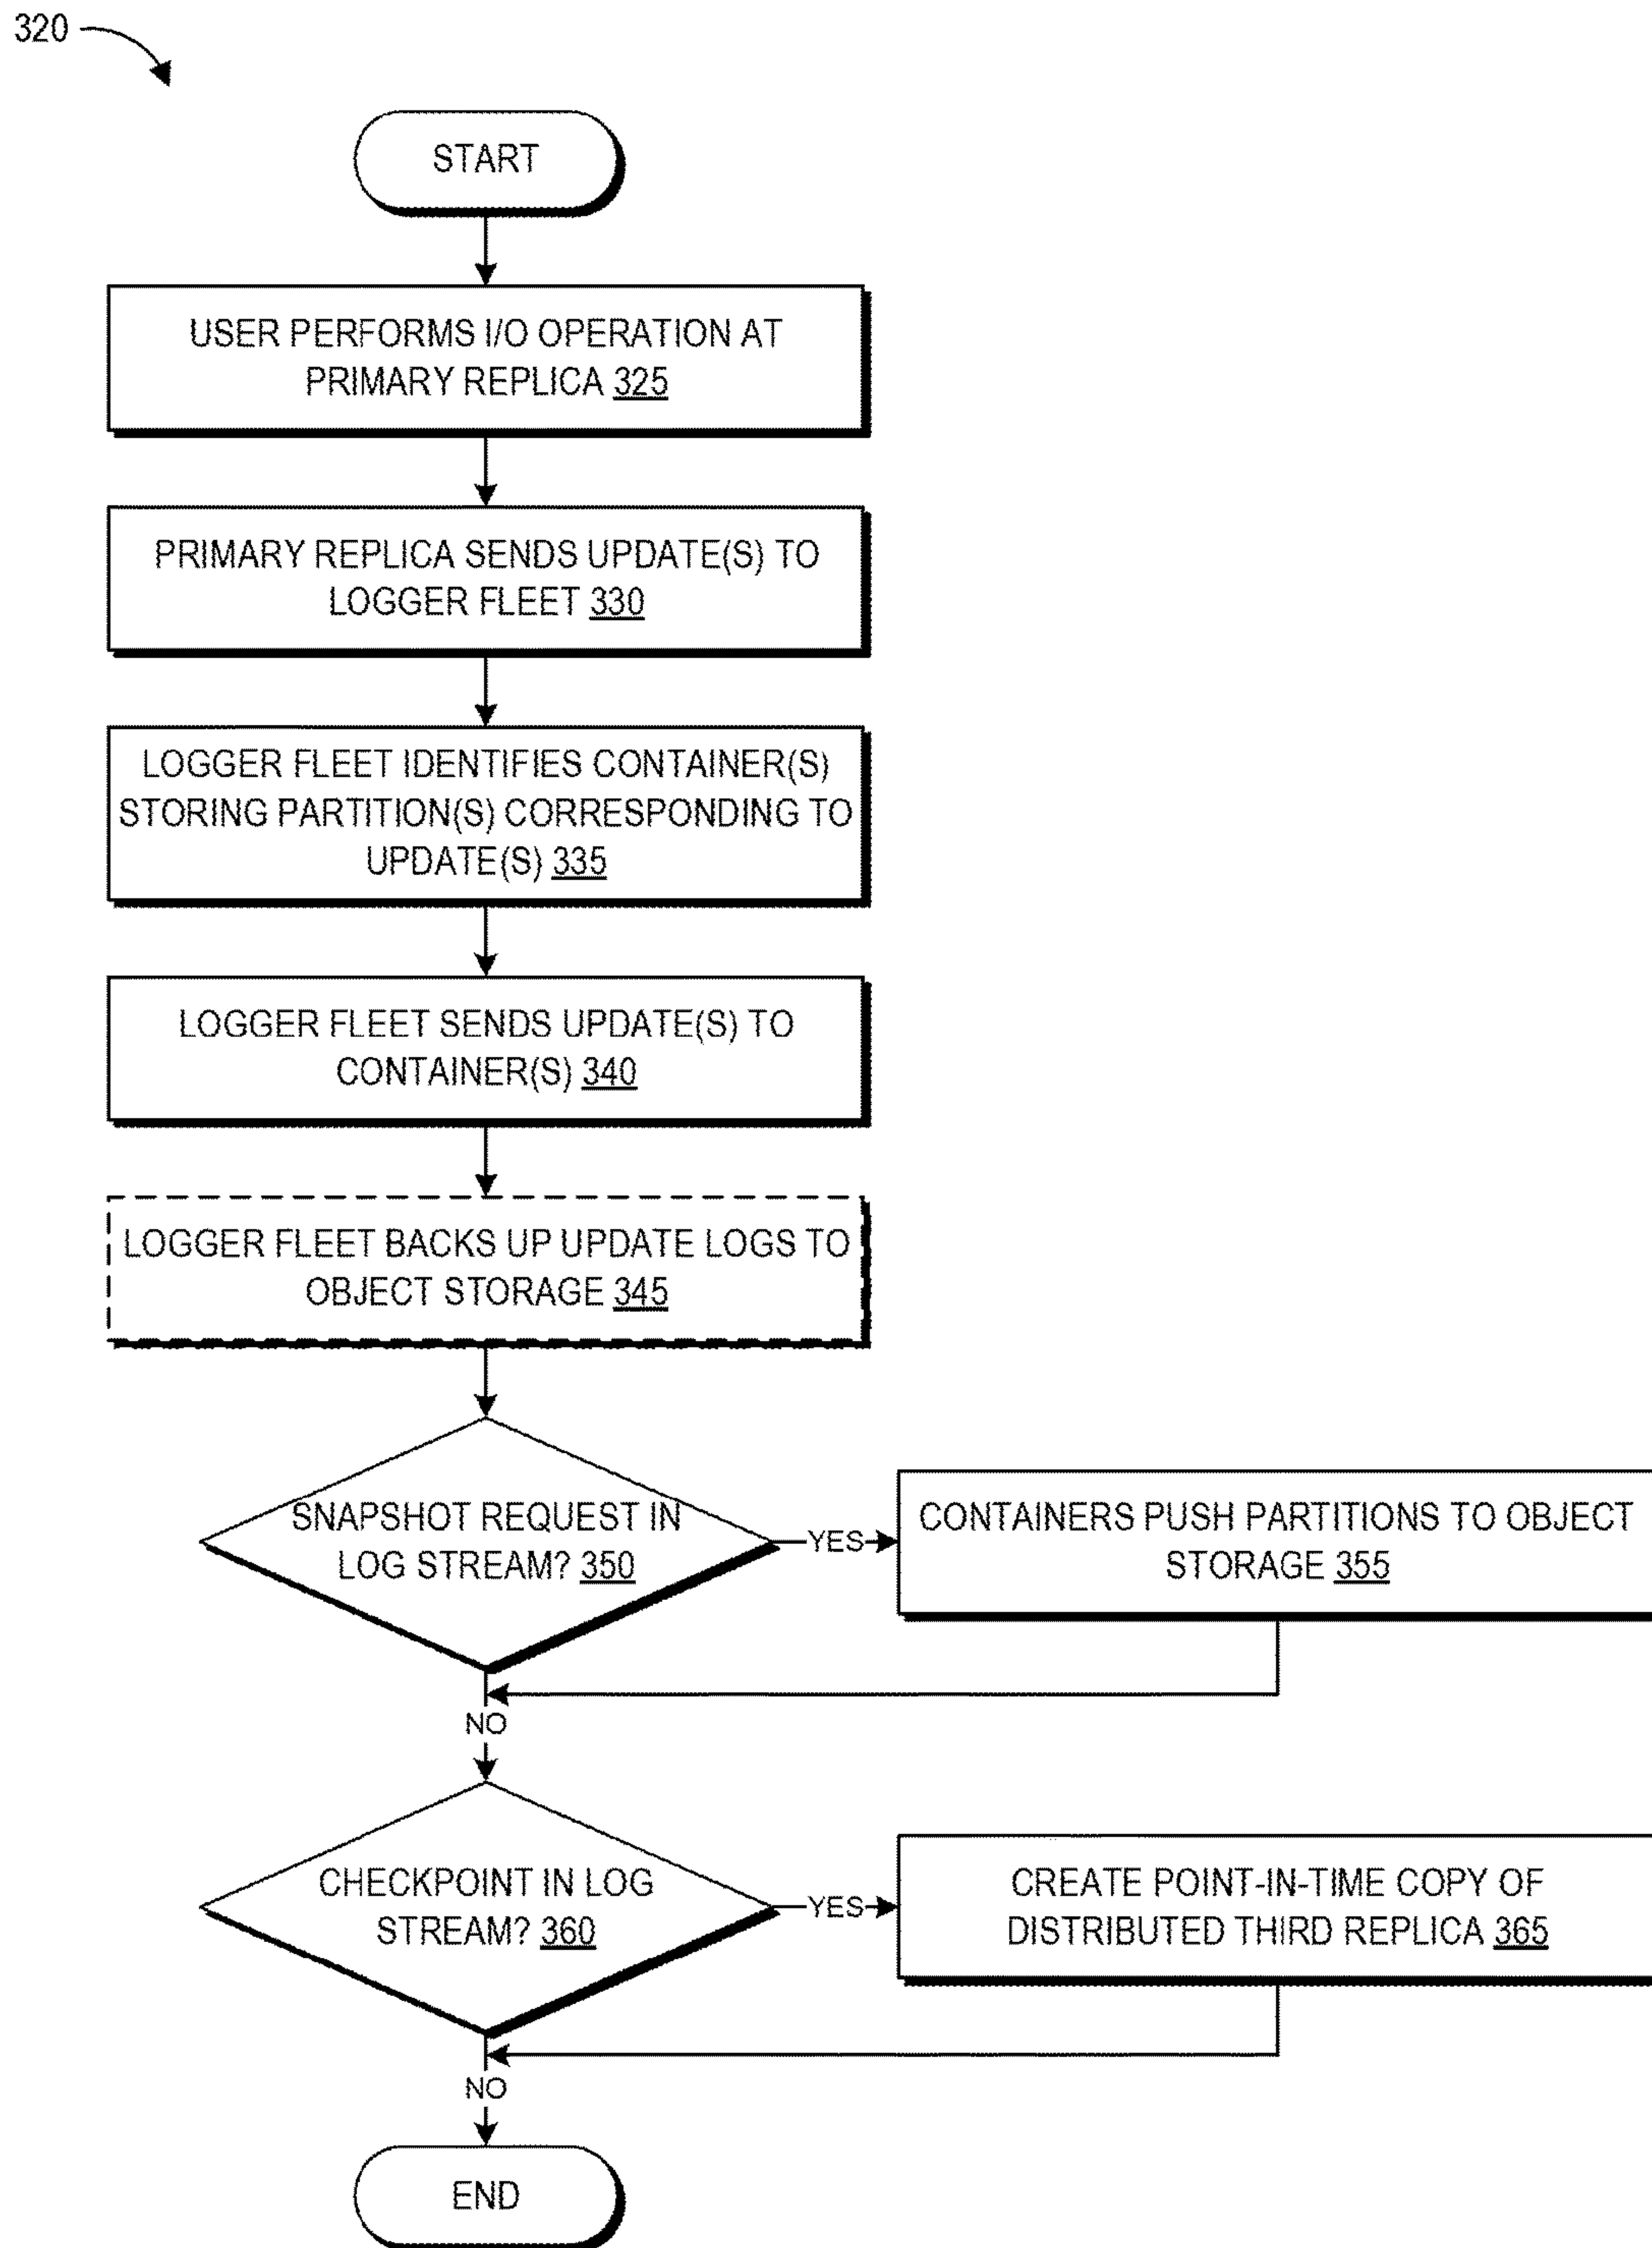 320
START
USER PERFORMS I/O OPERATION AT
PRIMARY REPLICA 325
PRIMARY REPLICA SENDS UPDATE(S) TO
LOGGER FLEET 330
LOGGER FLEET IDENTIFIES CONTAINER(S)
STORING PARTITION(S) CORRESPONDING TO
UPDATE(S) 335
LOGGER FLEET SENDS UPDATE(S) TO
CONTAINER(S) 340
LOGGER FLEET BACKS UP UPDATE LOGS TO
OBJECT STORAGE 345
SNAPSHOT REQUEST IN
LOG STREAM? 350
YES
CONTAINERS PUSH PARTITIONS TO OBJECT
STORAGE 355
NO
CHECKPOINT IN LOG
STREAM? 360
YES
CREATE POINT-IN-TIME COPY OF
DISTRIBUTED THIRD REPLICA 365
NO
END